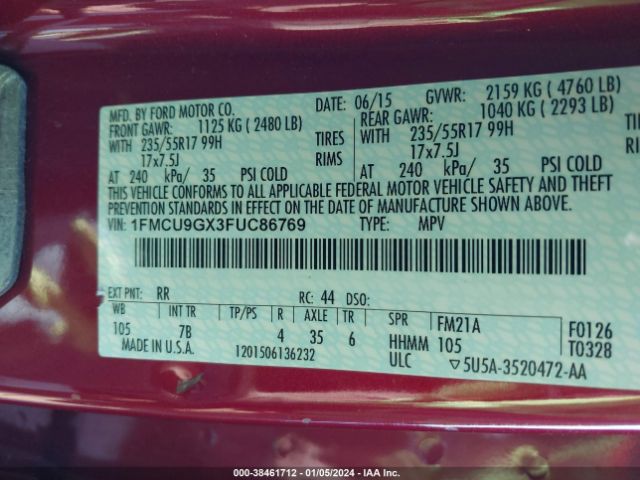 MFD. BY FORD MOTOR CO. DATE: 06/15 GVWR: 2159 KG ( 4760 LB)
FRONT GAWR: 1125 KG ( 2480 LB) REAR GAWR: 1040 KG ( 2293 LB)
WITH 235/55R17 99H TIRES WITH 235/55R17 99H
17x7.5J RIMS 17x7.5J
AT 240 kPa/ 35 PSI COLD AT 240 kPa/ 35 PSI COLD
THIS VEHICLE CONFORMS TO ALL APPLICABLE FEDERAL MOTOR VEHICLE SAFETY AND THEFT
PREVENTION STANDARDS IN EFFECT ON THE DATE OF MANUFACTURE SHOWN ABOVE.
VIN: 1FMCU9GX3FUC86769 TYPE: MPV
EXT PNT: RR RC: 44 DSO:
WB INT TR TP/PS R AXLE TR SPR FM21A F0126
105 7B 4 35 6 HHMM 105 T0328
MADE IN U.S.A. 1201506136232 ULC ▽5U5A-3520472-AA
000-38461712 - 01/05/2024 - IAA Inc.